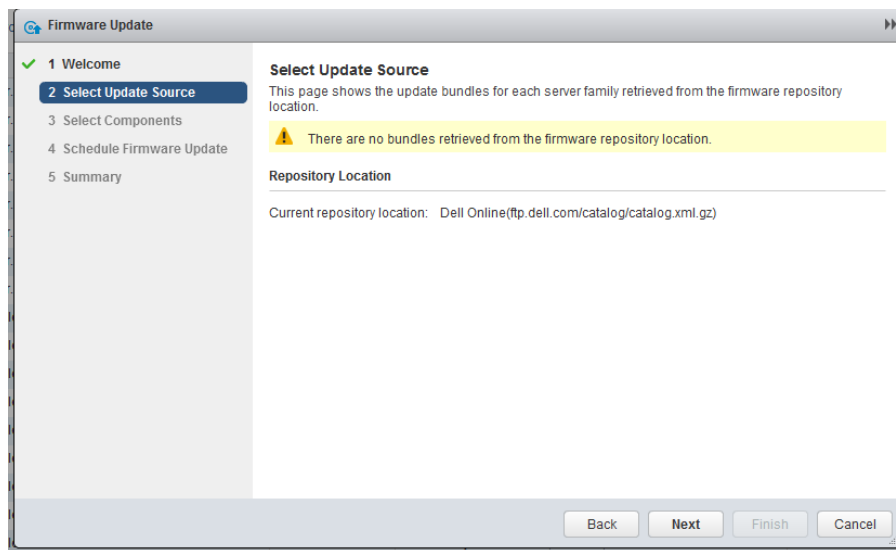 Firmware Update
1 Welcome
2 Select Update Source
3 Select Components
4 Schedule Firmware Update
5 Summary
Select Update Source
This page shows the update bundles for each server family retrieved from the firmware repository
location.
There are no bundles retrieved from the firmware repository location.
Repository Location
Current repository location: Dell Online(ftp.dell.com/catalog/catalog.xml.gz)
Back Next Finish Cancel